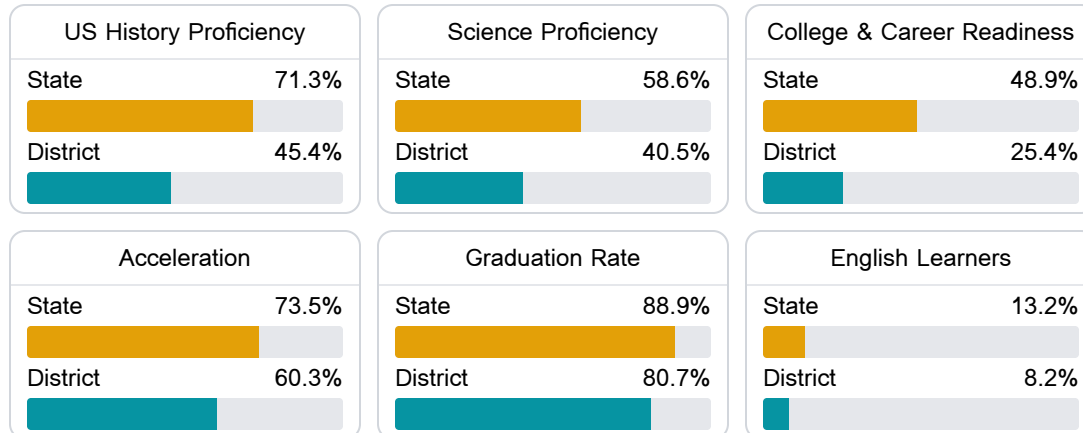 US History Proficiency
State 71.3%
District 45.4%
Science Proficiency
State 58.6%
District 40.5%
College & Career Readiness
State 48.9%
District 25.4%
Acceleration
State 73.5%
District 60.3%
Graduation Rate
State 88.9%
District 80.7%
English Learners
State 13.2%
District 8.2%